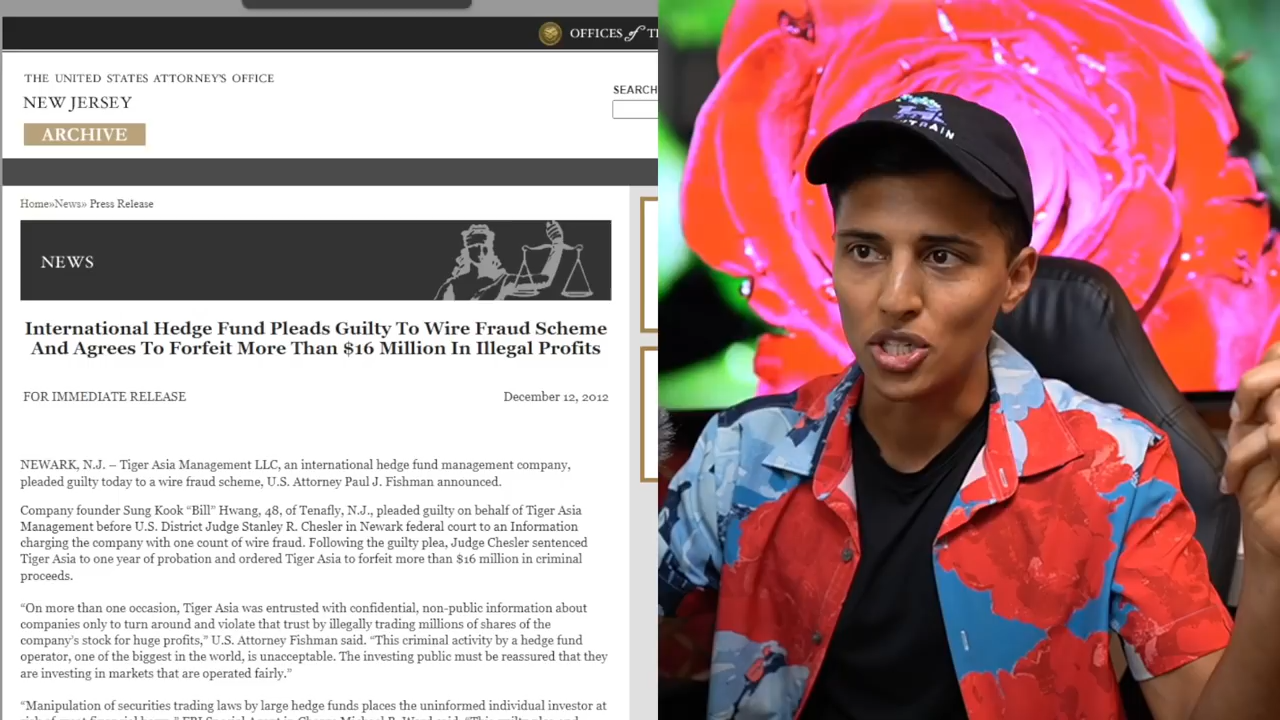 OFFICES of
THE UNITED STATES ATTORNEY'S OFFICE
NEW JERSEY
SEARCH
ARCHIVE
Home»News» Press Release
NEWS
International Hedge Fund Pleads Guilty To Wire Fraud Scheme
And Agrees To Forfeit More Than $16 Million In Illegal Profits
FOR IMMEDIATE RELEASE
December 12, 2012
NEWARK, N.J. – Tiger Asia Management LLC, an international hedge fund management company,
pleaded guilty today to a wire fraud scheme, U.S. Attorney Paul J. Fishman announced.
Company founder Sung Kook “Bill” Hwang, 48, of Tenafly, N.J., pleaded guilty on behalf of Tiger Asia
Management before U.S. District Judge Stanley R. Chesler in Newark federal court to an Information
charging the company with one count of wire fraud. Following the guilty plea, Judge Chesler sentenced
Tiger Asia to one year of probation and ordered Tiger Asia to forfeit more than $16 million in criminal
proceeds.
“On more than one occasion, Tiger Asia was entrusted with confidential, non-public information about
companies only to turn around and violate that trust by illegally trading millions of shares of the
company’s stock for huge profits,” U.S. Attorney Fishman said. “This criminal activity by a hedge fund
operator, one of the biggest in the world, is unacceptable. The investing public must be reassured that they
are investing in markets that are operated fairly.”
“Manipulation of securities trading laws by large hedge funds places the uninformed individual investor at